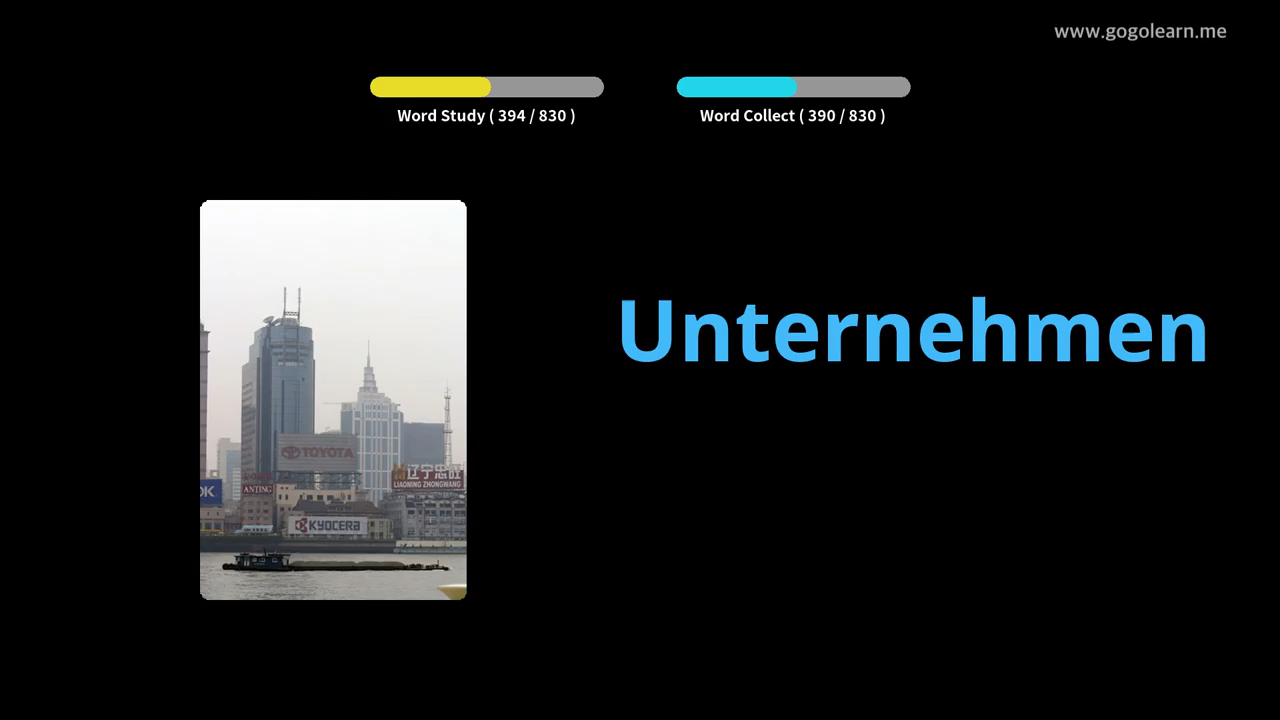 www.gogolearn.me
Word Study ( 394 / 830 )
Word Collect ( 390 / 830 )
Unternehmen
TOYOTA
辽宁忠旺
LIAONING ZHONGWANG
OK
ANTING
KYOCERA